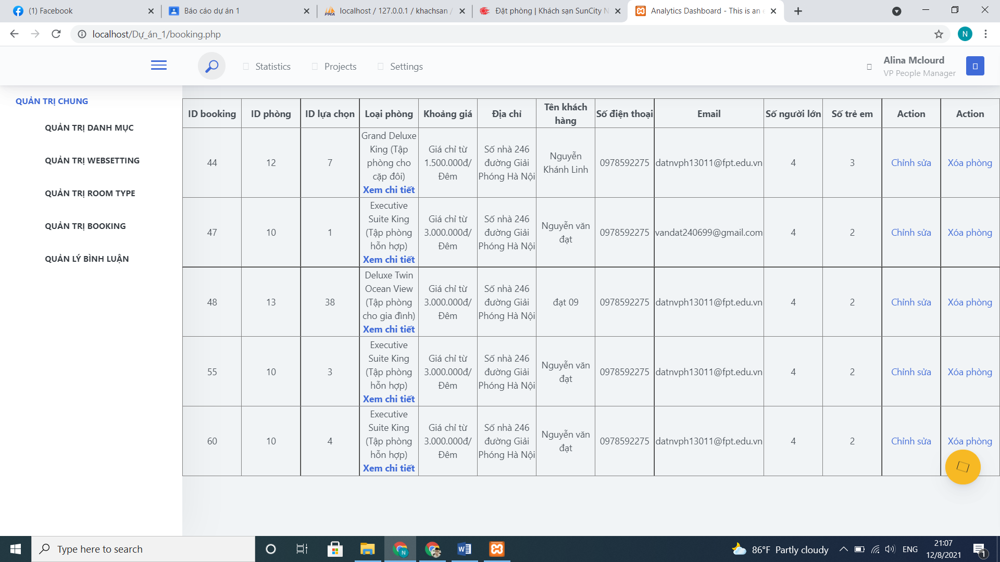 (1) Facebook
Báo cáo dự án 1
localhost / 127.0.0.1 / khachsan /
Đặt phòng | Khách sạn SunCity N
Analytics Dashboard - This is an e
localhost/Dự_án_1/booking.php
N
Statistics
Projects
Settings
Alina Mclourd
VP People Manager
QUẢN TRỊ CHUNG
QUẢN TRỊ DANH MỤC
QUẢN TRỊ WEBSETTING
QUẢN TRỊ ROOM TYPE
QUẢN TRỊ BOOKING
QUẢN LÝ BÌNH LUẬN
ID booking
ID phòng
ID lựa chọn
Loại phòng
Khoảng giá
Địa chỉ
Tên khách
hàng
Số điện thoại
Email
Số người lớn
Số trẻ em
Action
Action
44
12
7
Grand Deluxe
King (Tập
phòng cho
cặp đôi)
Xem chi tiết
Giá chỉ từ
1.500.000đ/
Đêm
Số nhà 246
đường Giải
Phóng Hà Nội
Nguyễn
Khánh Linh
0978592275
datnvph13011@fpt.edu.vn
4
3
Chỉnh sửa
Xóa phòng
47
10
1
Executive
Suite King
(Tập phòng
hỗn hợp)
Xem chi tiết
Giá chỉ từ
3.000.000đ/
Đêm
Số nhà 246
đường Giải
Phóng Hà Nội
Nguyễn văn
đạt
0978592275
vandat240699@gmail.com
4
2
Chỉnh sửa
Xóa phòng
48
13
38
Deluxe Twin
Ocean View
(Tập phòng
cho gia đình)
Xem chi tiết
Giá chỉ từ
3.000.000đ/
Đêm
Số nhà 246
đường Giải
Phóng Hà Nội
đạt 09
0978592275
datnvph13011@fpt.edu.vn
4
2
Chỉnh sửa
Xóa phòng
55
10
3
Executive
Suite King
(Tập phòng
hỗn hợp)
Xem chi tiết
Giá chỉ từ
3.000.000đ/
Đêm
Số nhà 246
đường Giải
Phóng Hà Nội
Nguyễn văn
đạt
0978592275
datnvph13011@fpt.edu.vn
4
2
Chỉnh sửa
Xóa phòng
60
10
4
Executive
Suite King
(Tập phòng
hỗn hợp)
Xem chi tiết
Giá chỉ từ
3.000.000đ/
Đêm
Số nhà 246
đường Giải
Phóng Hà Nội
Nguyễn văn
đạt
0978592275
datnvph13011@fpt.edu.vn
4
2
Chỉnh sửa
Xóa phòng
Type here to search
N
86°F Partly cloudy
ENG
21:07
12/8/2021
1